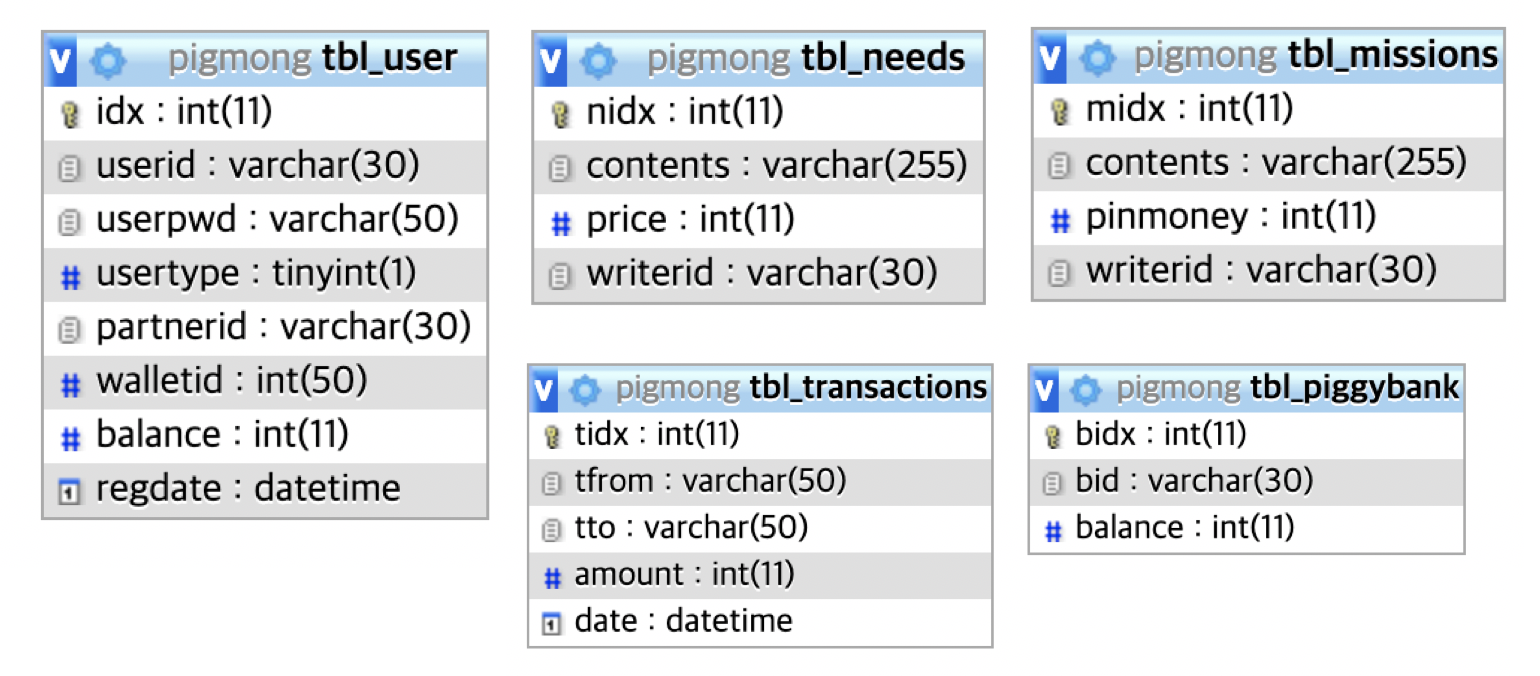 v pigmong tbl_user
idx : int(11)
userid : varchar(30)
userpwd : varchar(50)
# usertype : tinyint(1)
partnerid : varchar(30)
# walletid : int(50)
# balance : int(11)
1 regdate : datetime
v pigmong tbl_needs
nidx : int(11)
contents : varchar(255)
# price : int(11)
writerid : varchar(30)
v pigmong tbl_missions
midx : int(11)
contents : varchar(255)
# pinmoney : int(11)
writerid : varchar(30)
v pigmong tbl_transactions
tidx : int(11)
tfrom : varchar(50)
tto : varchar(50)
# amount : int(11)
1 date : datetime
v pigmong tbl_piggybank
bidx : int(11)
bid : varchar(30)
# balance : int(11)